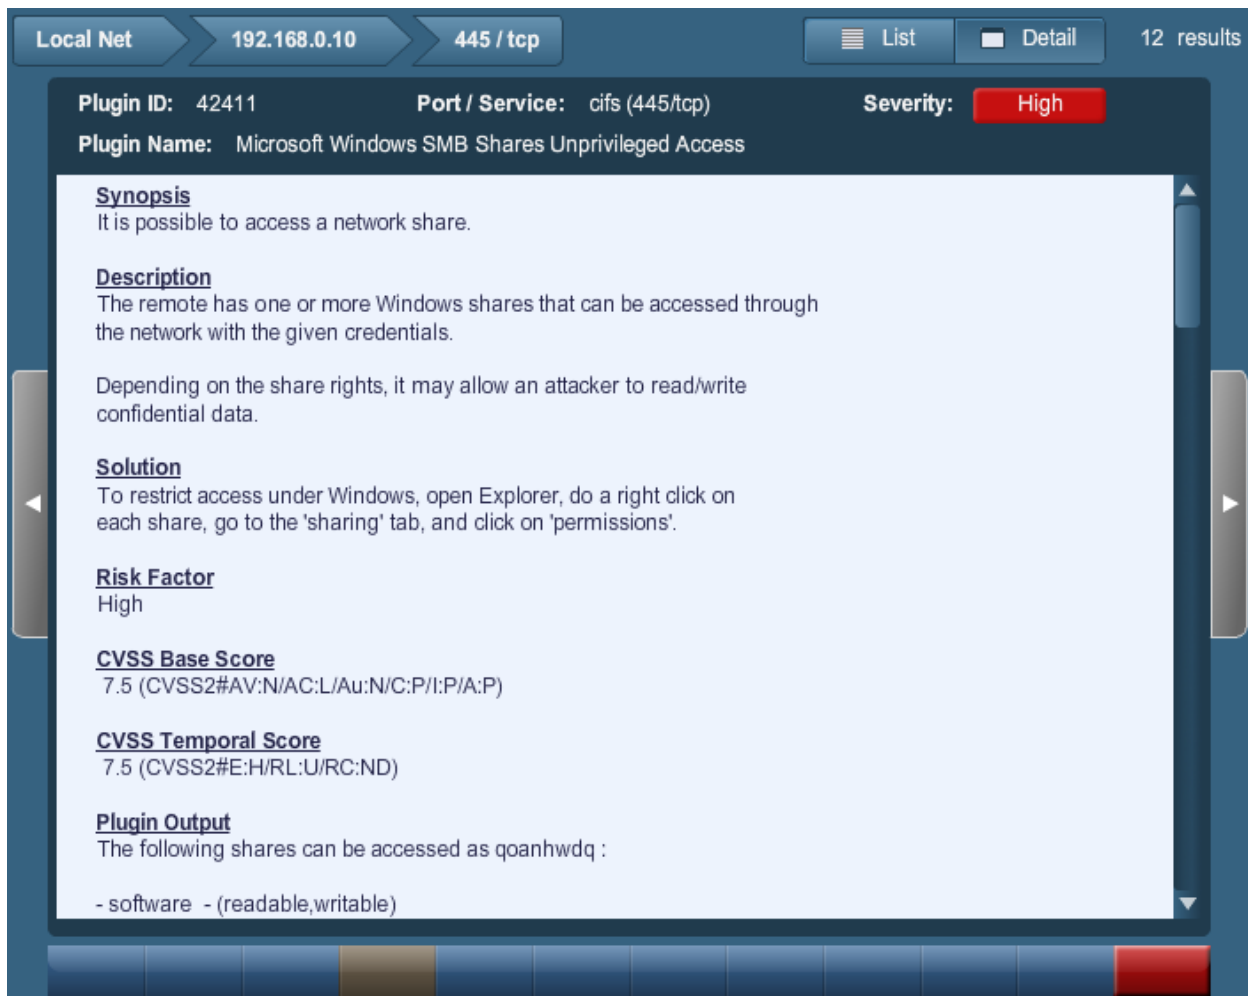 Local Net 192.168.0.10 445 / tcp List Detail 12 results
Plugin ID: 42411 Port / Service: cifs (445/tcp) Severity: High
Plugin Name: Microsoft Windows SMB Shares Unprivileged Access
Synopsis
It is possible to access a network share.
Description
The remote has one or more Windows shares that can be accessed through
the network with the given credentials.
Depending on the share rights, it may allow an attacker to read/write
confidential data.
Solution
To restrict access under Windows, open Explorer, do a right click on
each share, go to the 'sharing' tab, and click on 'permissions'.
Risk Factor
High
CVSS Base Score
7.5 (CVSS2#AV:N/AC:L/Au:N/C:P/I:P/A:P)
CVSS Temporal Score
7.5 (CVSS2#E:H/RL:U/RC:ND)
Plugin Output
The following shares can be accessed as qoanhwdq :
- software - (readable,writable)